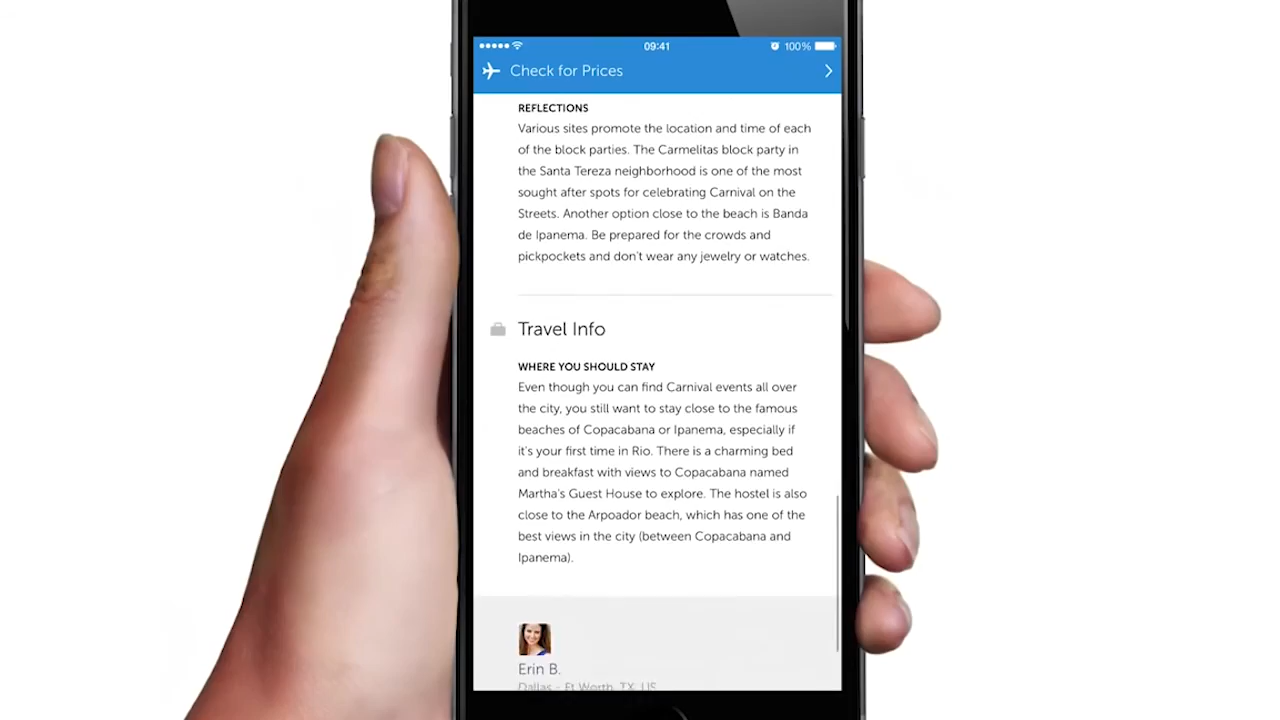 09:41
100%
Check for Prices
REFLECTIONS
Various sites promote the location and time of each
of the block parties. The Carmelitas block party in
the Santa Tereza neighborhood is one of the most
sought after spots for celebrating Carnival on the
Streets. Another option close to the beach is Banda
de Ipanema. Be prepared for the crowds and
pickpockets and don't wear any jewelry or watches.
Travel Info
WHERE YOU SHOULD STAY
Even though you can find Carnival events all over
the city, you still want to stay close to the famous
beaches of Copacabana or Ipanema, especially if
it's your first time in Rio. There is a charming bed
and breakfast with views to Copacabana named
Martha's Guest House to explore. The hostel is also
close to the Arpoador beach, which has one of the
best views in the city (between Copacabana and
Ipanema).
Erin B.
Dallas - Ft Worth, TX, US